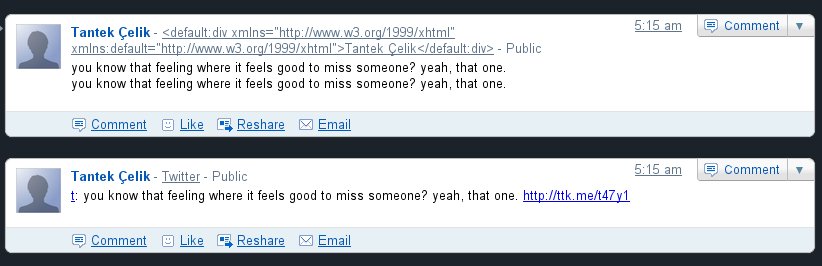 Tantek Çelik - <default:div xmlns="http://www.w3.org/1999/xhtml" 5:15 am Comment
xmlns:default="http://www.w3.org/1999/xhtml">Tantek Çelik</default:div> - Public
you know that feeling where it feels good to miss someone? yeah, that one.
you know that feeling where it feels good to miss someone? yeah, that one.
Comment Like Reshare Email
Tantek Çelik - Twitter - Public 5:15 am Comment
t: you know that feeling where it feels good to miss someone? yeah, that one. http://ttk.me/t47y1
Comment Like Reshare Email